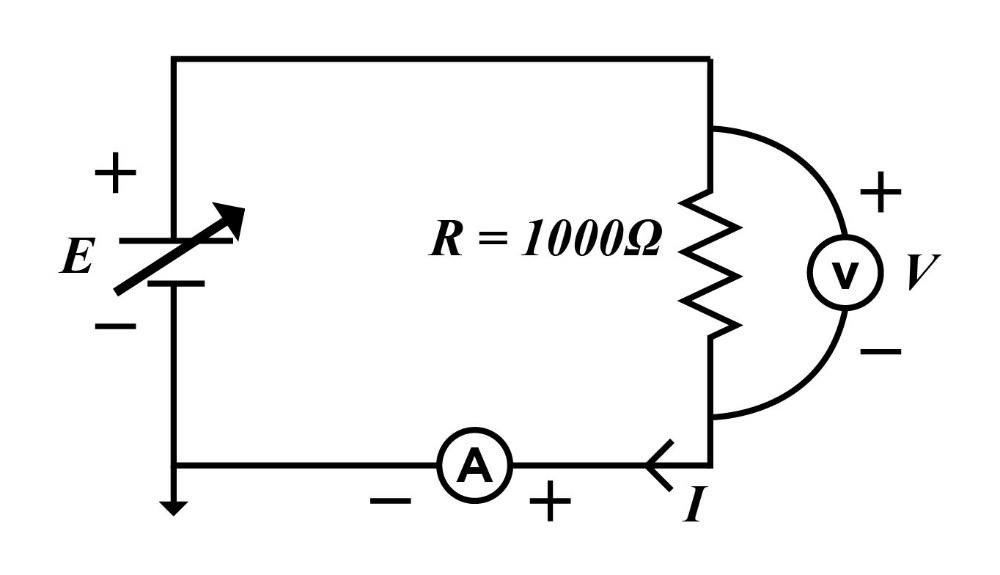 +
E
−
R = 1000Ω
+
V
V
−
A
−
+
I